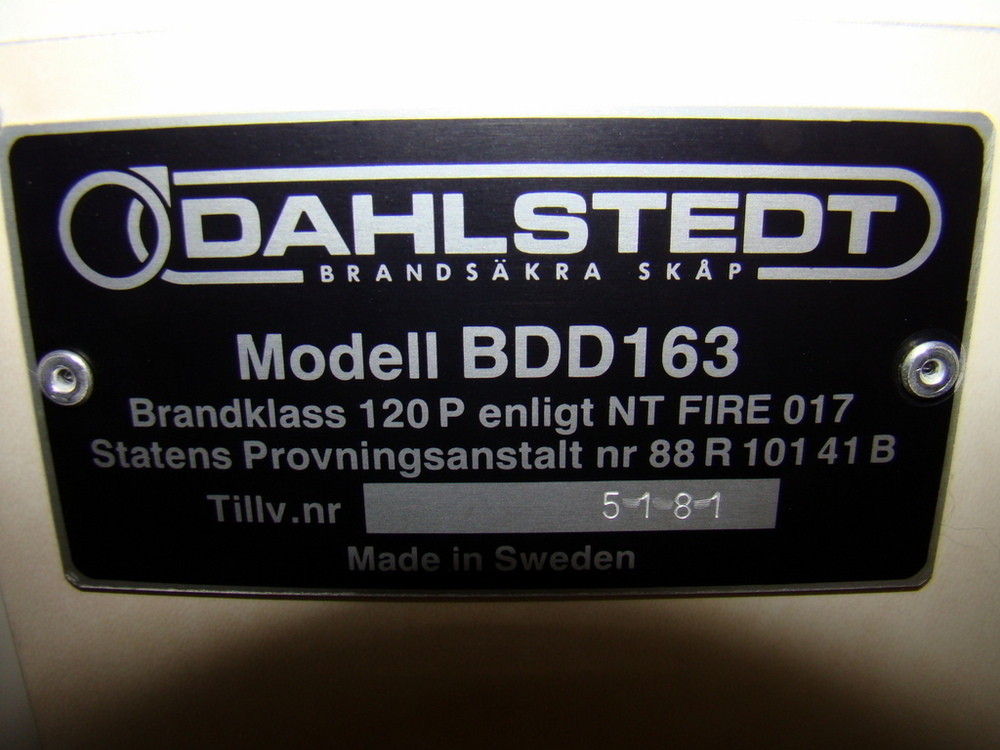 DAHLSTEDT
BRANDSÄKRA SKÅP
Modell BDD163
Brandklass 120 P enligt NT FIRE 017
Statens Provningsanstalt nr 88 R 101 41 B
Tillv.nr 5181
Made in Sweden